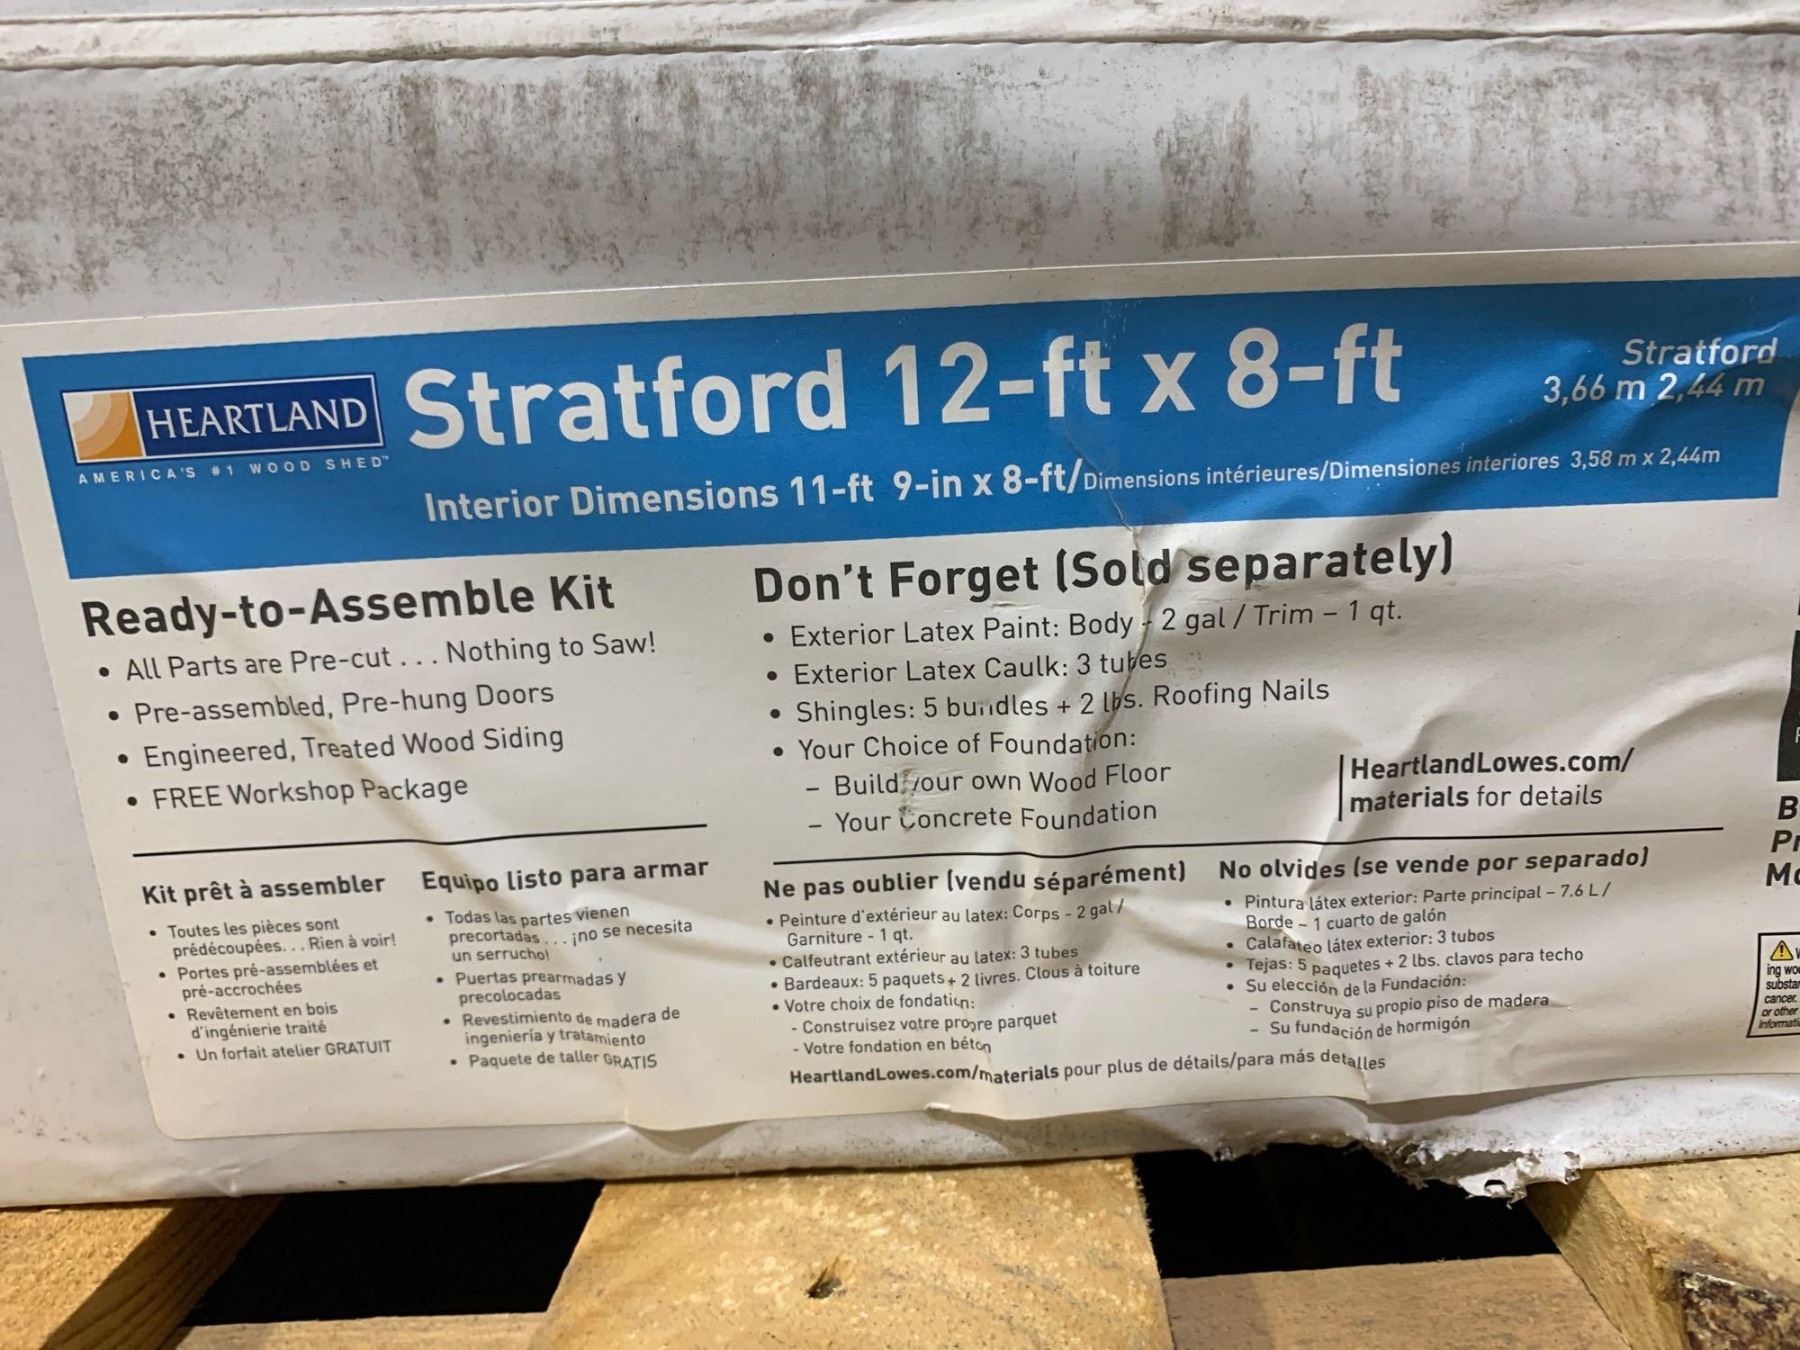 HEARTLAND
AMERICA'S #1 WOOD SHED™
Stratford 12-ft x 8-ft
Stratford
3,66 m 2,44 m
Interior Dimensions 11-ft 9-in x 8-ft/Dimensions intérieures/Dimensiones interiores 3,58 m x 2,44m
Ready-to-Assemble Kit
• All Parts are Pre-cut . . . Nothing to Saw!
• Pre-assembled, Pre-hung Doors
• Engineered, Treated Wood Siding
• FREE Workshop Package
Don't Forget (Sold separately)
• Exterior Latex Paint: Body - 2 gal / Trim – 1 qt.
• Exterior Latex Caulk: 3 tubes
• Shingles: 5 bundles + 2 lbs. Roofing Nails
• Your Choice of Foundation:
– Build your own Wood Floor
– Your Concrete Foundation
HeartlandLowes.com/
materials for details
Kit prêt à assembler
• Toutes les pièces sont
prédécoupées. . . Rien à voir!
• Portes pré-assemblées et
pré-accrochées
• Revêtement en bois
d'ingénierie traité
• Un forfait atelier GRATUIT
Equipo listo para armar
• Todas las partes vienen
precortadas . . . ¡no se necesita
un serrucho!
• Puertas prearmadas y
precolocadas
• Revestimiento de madera de
ingeniería y tratamiento
• Paquete de taller GRATIS
Ne pas oublier (vendu séparément)
• Peinture d'extérieur au latex: Corps - 2 gal /
Garniture - 1 qt.
• Calfeutrant extérieur au latex: 3 tubes
• Bardeaux: 5 paquets + 2 livres. Clous à toiture
• Votre choix de fondation:
- Construisez votre propre parquet
- Votre fondation en béton
No olvides (se vende por separado)
• Pintura látex exterior: Parte principal – 7.6 L /
Borde – 1 cuarto de galón
• Calafateo látex exterior: 3 tubos
• Tejas: 5 paquetes + 2 lbs. clavos para techo
• Su elección de la Fundación:
– Construya su propio piso de madera
– Su fundación de hormigón
HeartlandLowes.com/materials pour plus de détails/para más detalles
B
ing
cancer.
or other